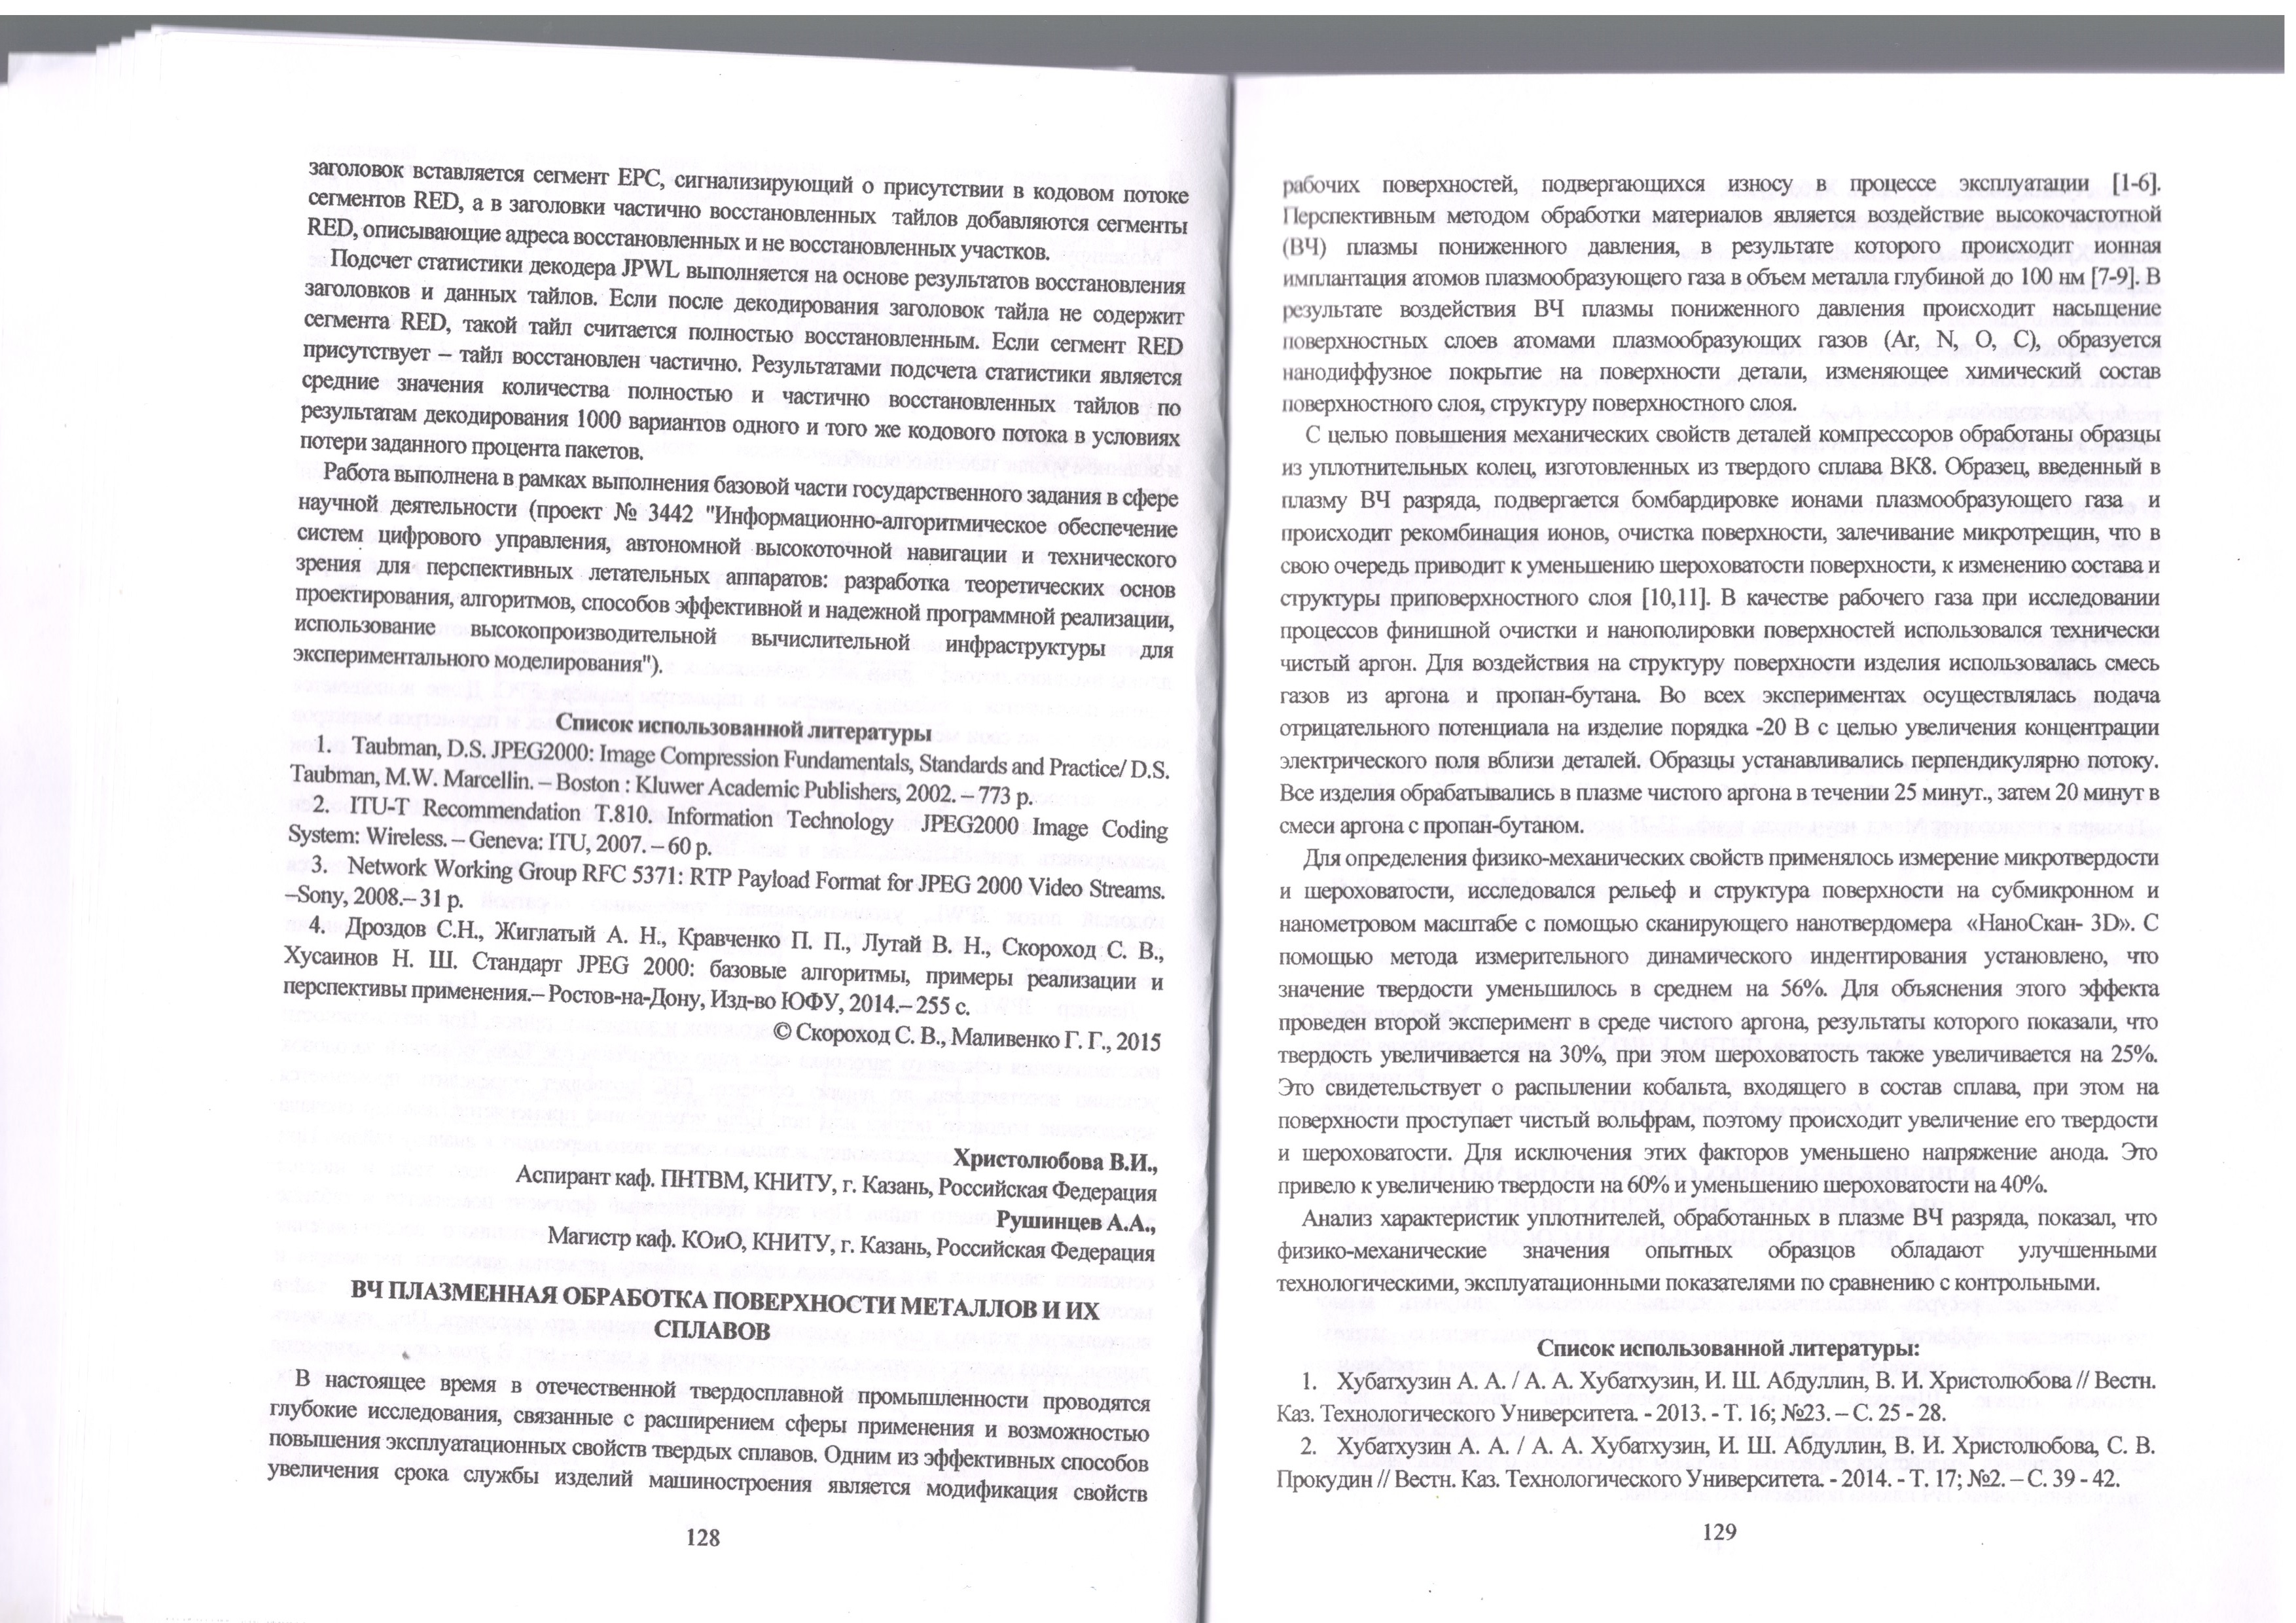 заголовок вставляется сегмент EPC, сигнализирующий о присутствии в кодовом потоке
сегментов RED, а в заголовки частично восстановленных тайлов добавляются сегменты
RED, описывающие адреса восстановленных и не восстановленных участков.
Подсчет статистики декодера JPWL выполняется на основе результатов восстановления
заголовков и данных тайлов. Если после декодирования заголовок тайла не содержит
сегмента RED, такой тайл считается полностью восстановленным. Если сегмент RED
присутствует – тайл восстановлен частично. Результатами подсчета статистики является
средние значения количества полностью и частично восстановленных тайлов по
результатам декодирования 1000 вариантов одного и того же кодового потока в условиях
потери заданного процента пакетов.
Работа выполнена в рамках выполнения базовой части государственного задания в сфере
научной деятельности (проект № 3442 "Информационно-алгоритмическое обеспечение
систем цифрового управления, автономной высокоточной навигации и технического
зрения для перспективных летательных аппаратов: разработка теоретических основ
проектирования, алгоритмов, способов эффективной и надежной программной реализации,
использование высокопроизводительной вычислительной инфраструктуры для
экспериментального моделирования").
Список использованной литературы
1. Taubman, D.S. JPEG2000: Image Compression Fundamentals, Standards and Practice/ D.S.
Taubman, M.W. Marcellin. – Boston : Kluwer Academic Publishers, 2002. – 773 p.
2. ITU-T Recommendation T.810. Information Technology JPEG2000 Image Coding
System: Wireless. – Geneva: ITU, 2007. – 60 p.
3. Network Working Group RFC 5371: RTP Payload Format for JPEG 2000 Video Streams.
–Sony, 2008.– 31 p.
4. Дроздов С.Н., Жиглатый А. Н., Кравченко П. П., Лутай В. Н., Скороход С. В.,
Хусаинов Н. Ш. Стандарт JPEG 2000: базовые алгоритмы, примеры реализации и
перспективы применения.– Ростов-на-Дону, Изд-во ЮФУ, 2014.– 255 с.
© Скороход С. В., Маливенко Г. Г., 2015
Христолюбова В.И.,
Аспирант каф. ПНТВМ, КНИТУ, г. Казань, Российская Федерация
Рушинцев А.А.,
Магистр каф. КОиО, КНИТУ, г. Казань, Российская Федерация
ВЧ ПЛАЗМЕННАЯ ОБРАБОТКА ПОВЕРХНОСТИ МЕТАЛЛОВ И ИХ
СПЛАВОВ
В настоящее время в отечественной твердосплавной промышленности проводятся
глубокие исследования, связанные с расширением сферы применения и возможностью
повышения эксплуатационных свойств твердых сплавов. Одним из эффективных способов
увеличения срока службы изделий машиностроения является модификация свойств
128
рабочих поверхностей, подвергающихся износу в процессе эксплуатации [1-6].
Перспективным методом обработки материалов является воздействие высокочастотной
(ВЧ) плазмы пониженного давления, в результате которого происходит ионная
имплантация атомов плазмообразующего газа в объем металла глубиной до 100 нм [7-9]. В
результате воздействия ВЧ плазмы пониженного давления происходит насыщение
поверхностных слоев атомами плазмообразующих газов (Ar, N, O, C), образуется
нанодиффузное покрытие на поверхности детали, изменяющее химический состав
поверхностного слоя, структуру поверхностного слоя.
С целью повышения механических свойств деталей компрессоров обработаны образцы
из уплотнительных колец, изготовленных из твердого сплава ВК8. Образец, введенный в
плазму ВЧ разряда, подвергается бомбардировке ионами плазмообразующего газа и
происходит рекомбинация ионов, очистка поверхности, залечивание микротрещин, что в
свою очередь приводит к уменьшению шероховатости поверхности, к изменению состава и
структуры приповерхностного слоя [10,11]. В качестве рабочего газа при исследовании
процессов финишной очистки и нанополировки поверхностей использовался технически
чистый аргон. Для воздействия на структуру поверхности изделия использовалась смесь
газов из аргона и пропан-бутана. Во всех экспериментах осуществлялась подача
отрицательного потенциала на изделие порядка -20 В с целью увеличения концентрации
электрического поля вблизи деталей. Образцы устанавливались перпендикулярно потоку.
Все изделия обрабатывались в плазме чистого аргона в течении 25 минут., затем 20 минут в
смеси аргона с пропан-бутаном.
Для определения физико-механических свойств применялось измерение микротвердости
и шероховатости, исследовался рельеф и структура поверхности на субмикронном и
нанометровом масштабе с помощью сканирующего нанотвердомера «НаноСкан- 3D». С
помощью метода измерительного динамического индентирования установлено, что
значение твердости уменьшилось в среднем на 56%. Для объяснения этого эффекта
проведен второй эксперимент в среде чистого аргона, результаты которого показали, что
твердость увеличивается на 30%, при этом шероховатость также увеличивается на 25%.
Это свидетельствует о распылении кобальта, входящего в состав сплава, при этом на
поверхности проступает чистый вольфрам, поэтому происходит увеличение его твердости
и шероховатости. Для исключения этих факторов уменьшено напряжение анода. Это
привело к увеличению твердости на 60% и уменьшению шероховатости на 40%.
Анализ характеристик уплотнителей, обработанных в плазме ВЧ разряда, показал, что
физико-механические значения опытных образцов обладают улучшенными
технологическими, эксплуатационными показателями по сравнению с контрольными.
Список использованной литературы:
1. Хубатхузин А. А. / А. А. Хубатхузин, И. Ш. Абдуллин, В. И. Христолюбова // Вестн.
Каз. Технологического Университета. - 2013. - Т. 16; №23. – С. 25 - 28.
2. Хубатхузин А. А. / А. А. Хубатхузин, И. Ш. Абдуллин, В. И. Христолюбова, С. В.
Прокудин // Вестн. Каз. Технологического Университета. - 2014. - Т. 17; №2. – С. 39 - 42.
129